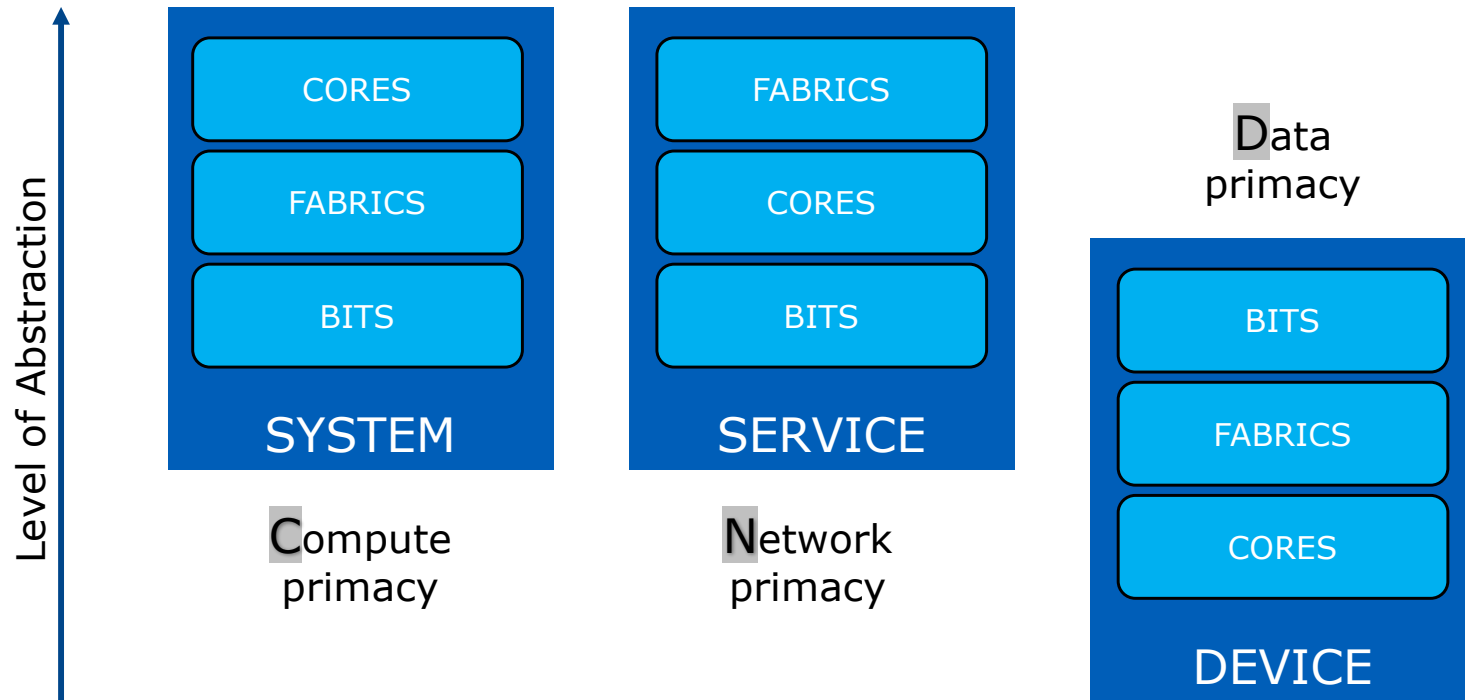 Level of Abstraction
CORES
FABRICS
BITS
SYSTEM
Compute
primacy
FABRICS
CORES
BITS
SERVICE
Network
primacy
Data
primacy
BITS
FABRICS
CORES
DEVICE